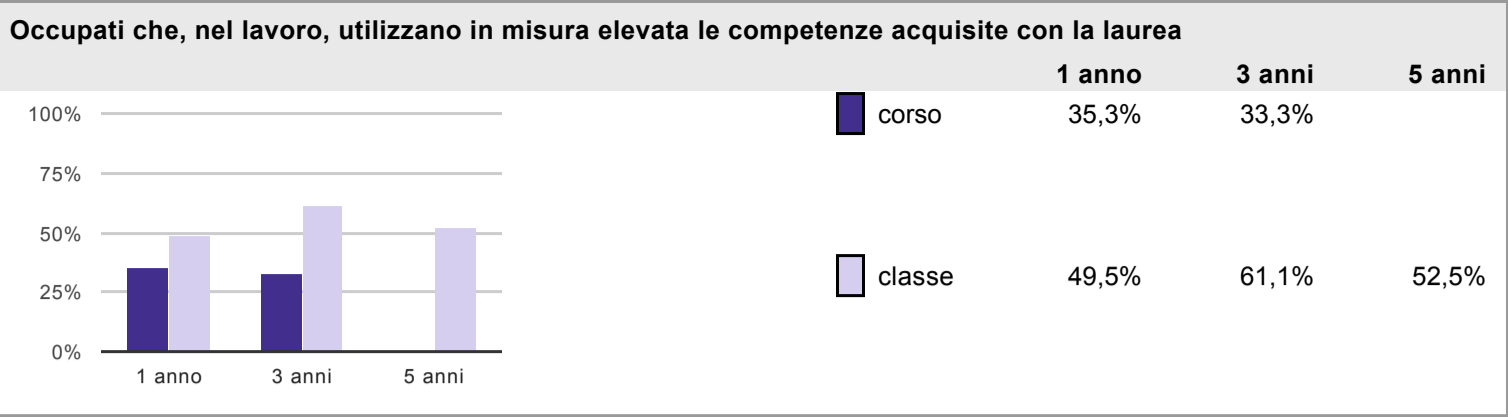 Occupati che, nel lavoro, utilizzano in misura elevata le competenze acquisite con la laurea
1 anno 3 anni 5 anni
100%
75%
50%
25%
0%
1 anno 3 anni 5 anni
corso 35,3% 33,3%
classe 49,5% 61,1% 52,5%